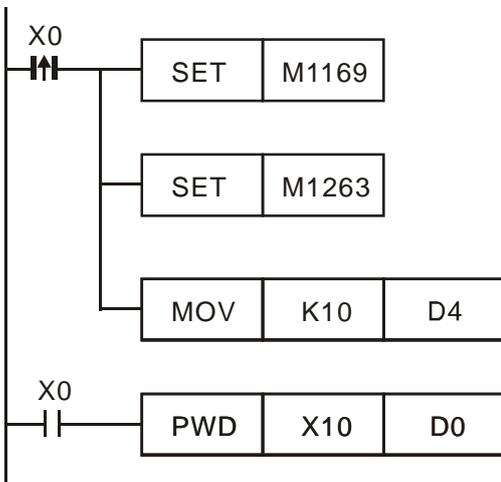 X0
SET M1169
SET M1263
MOV K10 D4
X0
PWD X10 D0